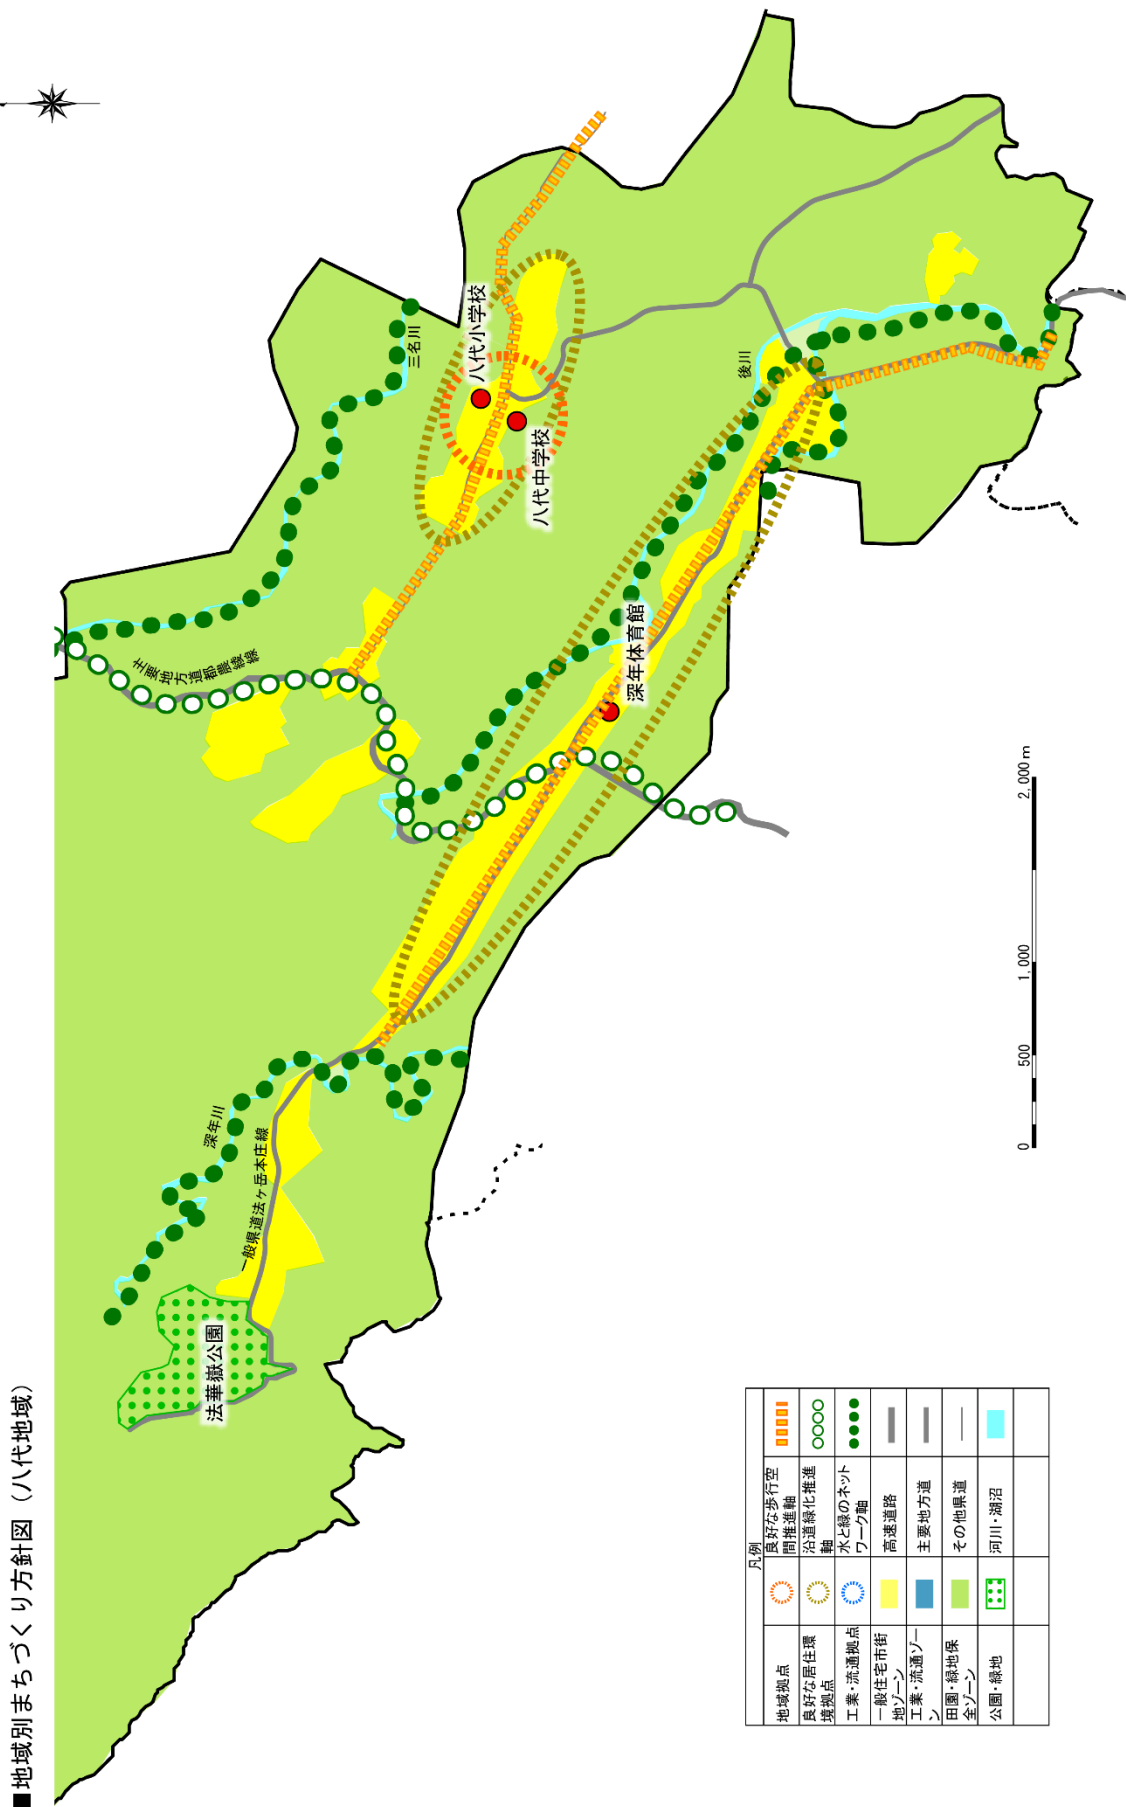 ■地域別まちづくり方針図（八代地域）
法華嶽公園
深年川
一般県道法ヶ岳本庄線
主要地方道都農綾線
三名川
八代小学校
八代中学校
深年体育館
後川
0
500
1,000
2,000 m
凡例
地域拠点
良好な歩行空
間推進軸
良好な居住環
境拠点
沿道緑化推進
軸
工業・流通拠点
水と緑のネット
ワーク軸
一般住宅市街
地ゾーン
高速道路
工業・流通ゾー
ン
主要地方道
田園・緑地保
全ゾーン
その他県道
公園・緑地
河川・湖沼